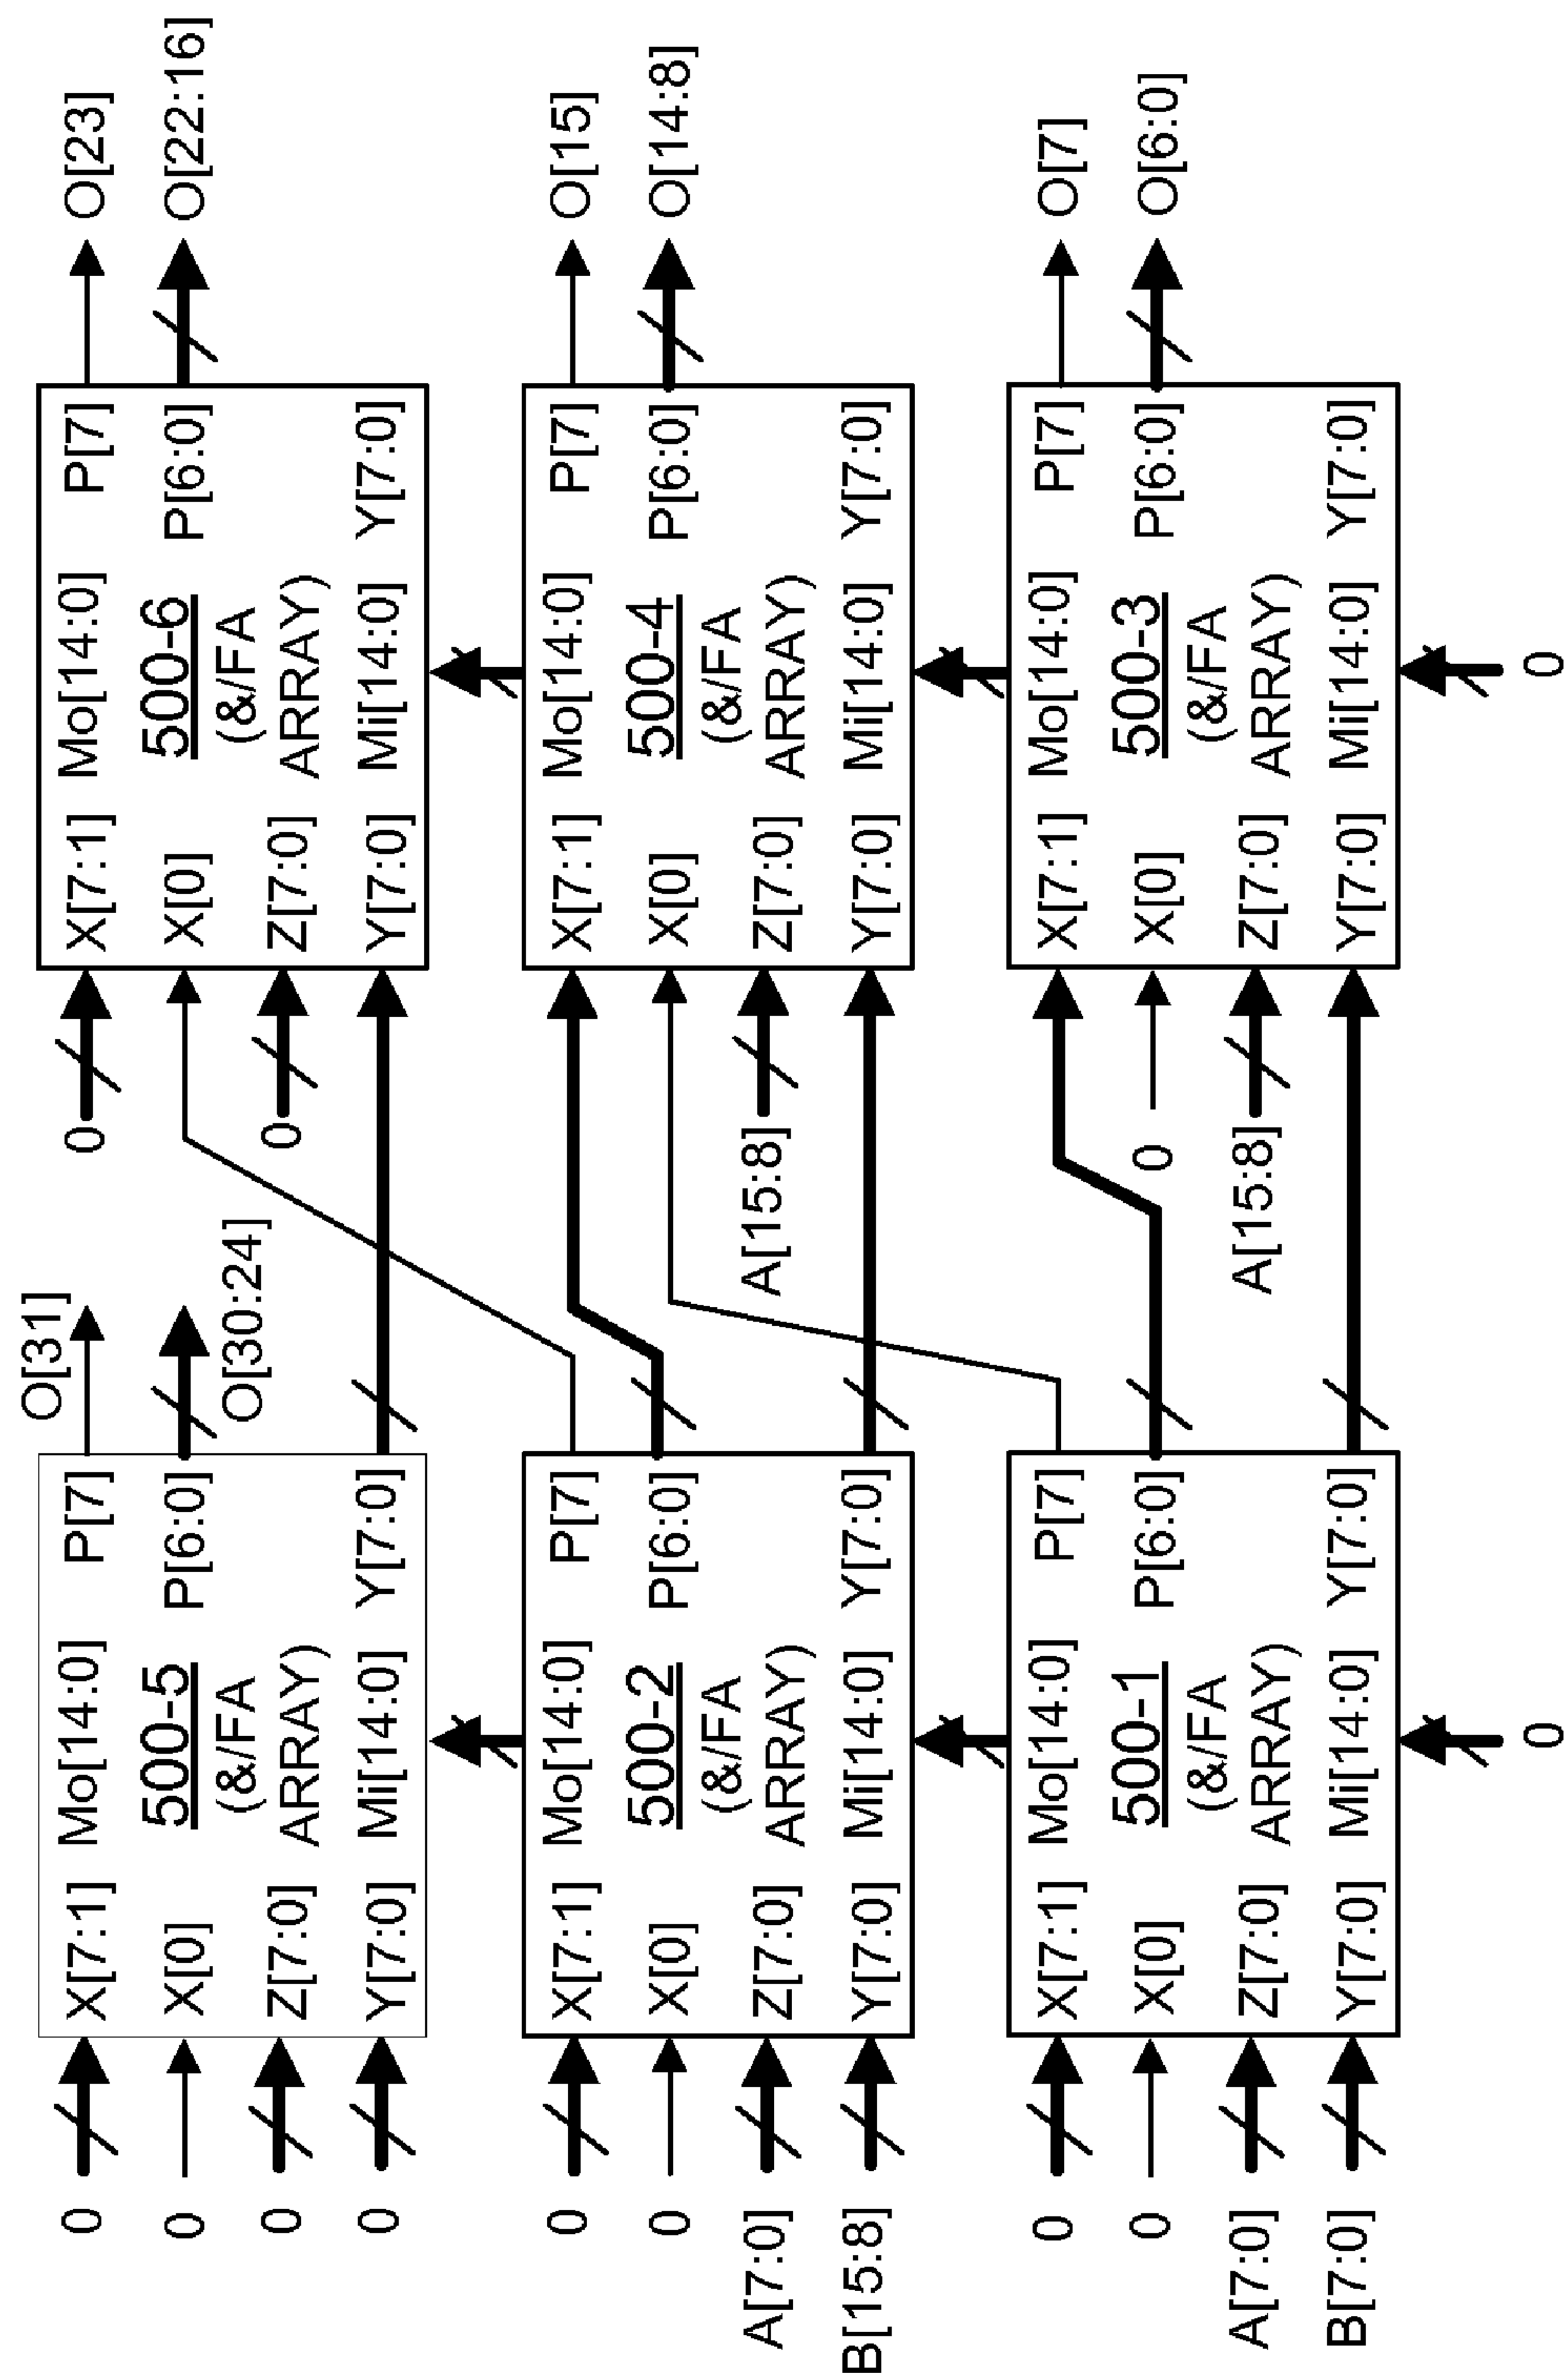 O[31]
0 X[7:1] Mo[14:0] P[7] 0 X[7:1] Mo[14:0] P[7] O[23]
0 X[0] 500-5 P[6:0] X[0] 500-6 P[6:0] O[22:16]
(&/FA O[30:24] (&/FA
0 Z[7:0] ARRAY) 0 Z[7:0] ARRAY)
0 Y[7:0] Mi[14:0] Y[7:0] Y[7:0] Mi[14:0] Y[7:0]
0 X[7:1] Mo[14:0] P[7] X[7:1] Mo[14:0] P[7] O[15]
0 X[0] 500-2 P[6:0] X[0] 500-4 P[6:0] O[14:8]
(&/FA (&/FA
A[7:0] Z[7:0] ARRAY) A[15:8] Z[7:0] ARRAY)
B[15:8] Y[7:0] Mi[14:0] Y[7:0] Y[7:0] Mi[14:0] Y[7:0]
0 X[7:1] Mo[14:0] P[7] X[7:1] Mo[14:0] P[7] O[7]
0 X[0] 500-1 P[6:0] 0 X[0] 500-3 P[6:0] O[6:0]
(&/FA (&/FA
A[7:0] Z[7:0] ARRAY) A[15:8] Z[7:0] ARRAY)
B[7:0] Y[7:0] Mi[14:0] Y[7:0] Y[7:0] Mi[14:0] Y[7:0]
0 0